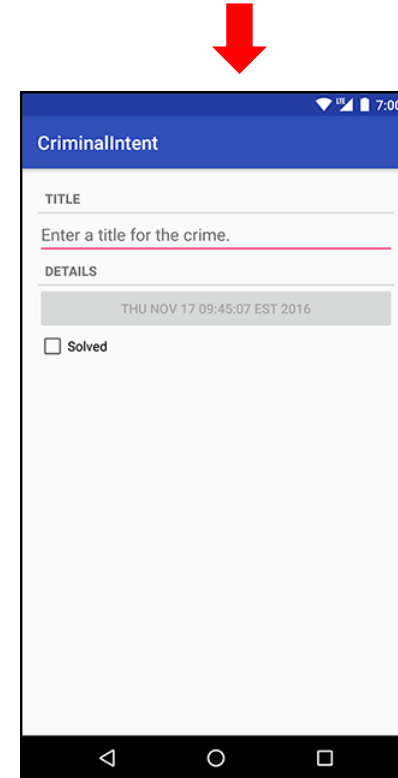 LTE 7:00
CriminalIntent
TITLE
Enter a title for the crime.
DETAILS
THU NOV 17 09:45:07 EST 2016
Solved